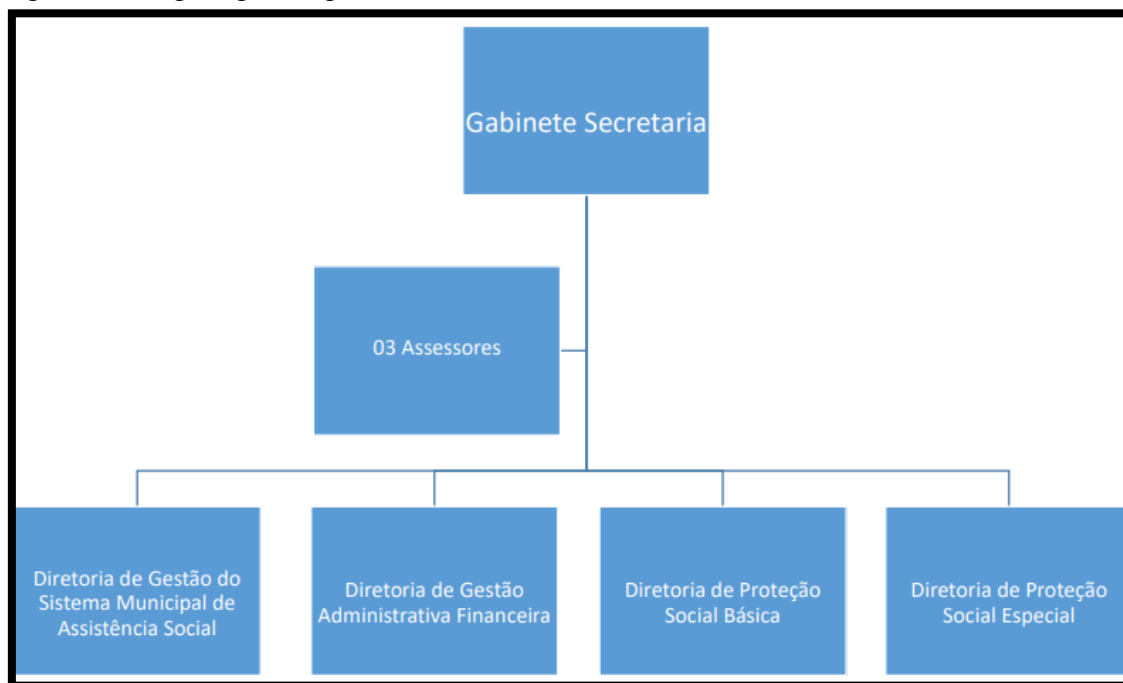 Gabinete Secretaria
03 Assessores
Diretoria de Gestão do
Sistema Municipal de
Assistência Social
Diretoria de Gestão
Administrativa Financeira
Diretoria de Proteção
Social Básica
Diretoria de Proteção
Social Especial